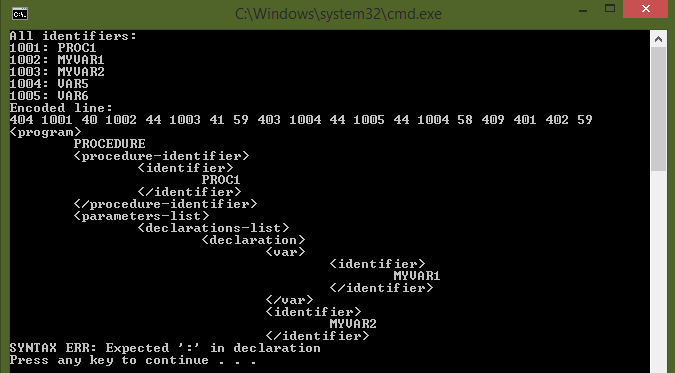 C:\Windows\system32\cmd.exe
All identifiers:
1001: PROC1
1002: MYVAR1
1003: MYVAR2
1004: VAR5
1005: VAR6
Encoded line:
404 1001 40 1002 44 1003 41 59 403 1004 44 1005 44 1004 58 409 401 402 59
<program>
PROCEDURE
<procedure-identifier>
<identifier>
PROC1
</identifier>
</procedure-identifier>
<parameters-list>
<declarations-list>
<declaration>
<var>
<identifier>
MYVAR1
</identifier>
</var>
<identifier>
MYVAR2
</identifier>
SYNTAX ERR: Expected ':' in declaration
Press any key to continue . . .